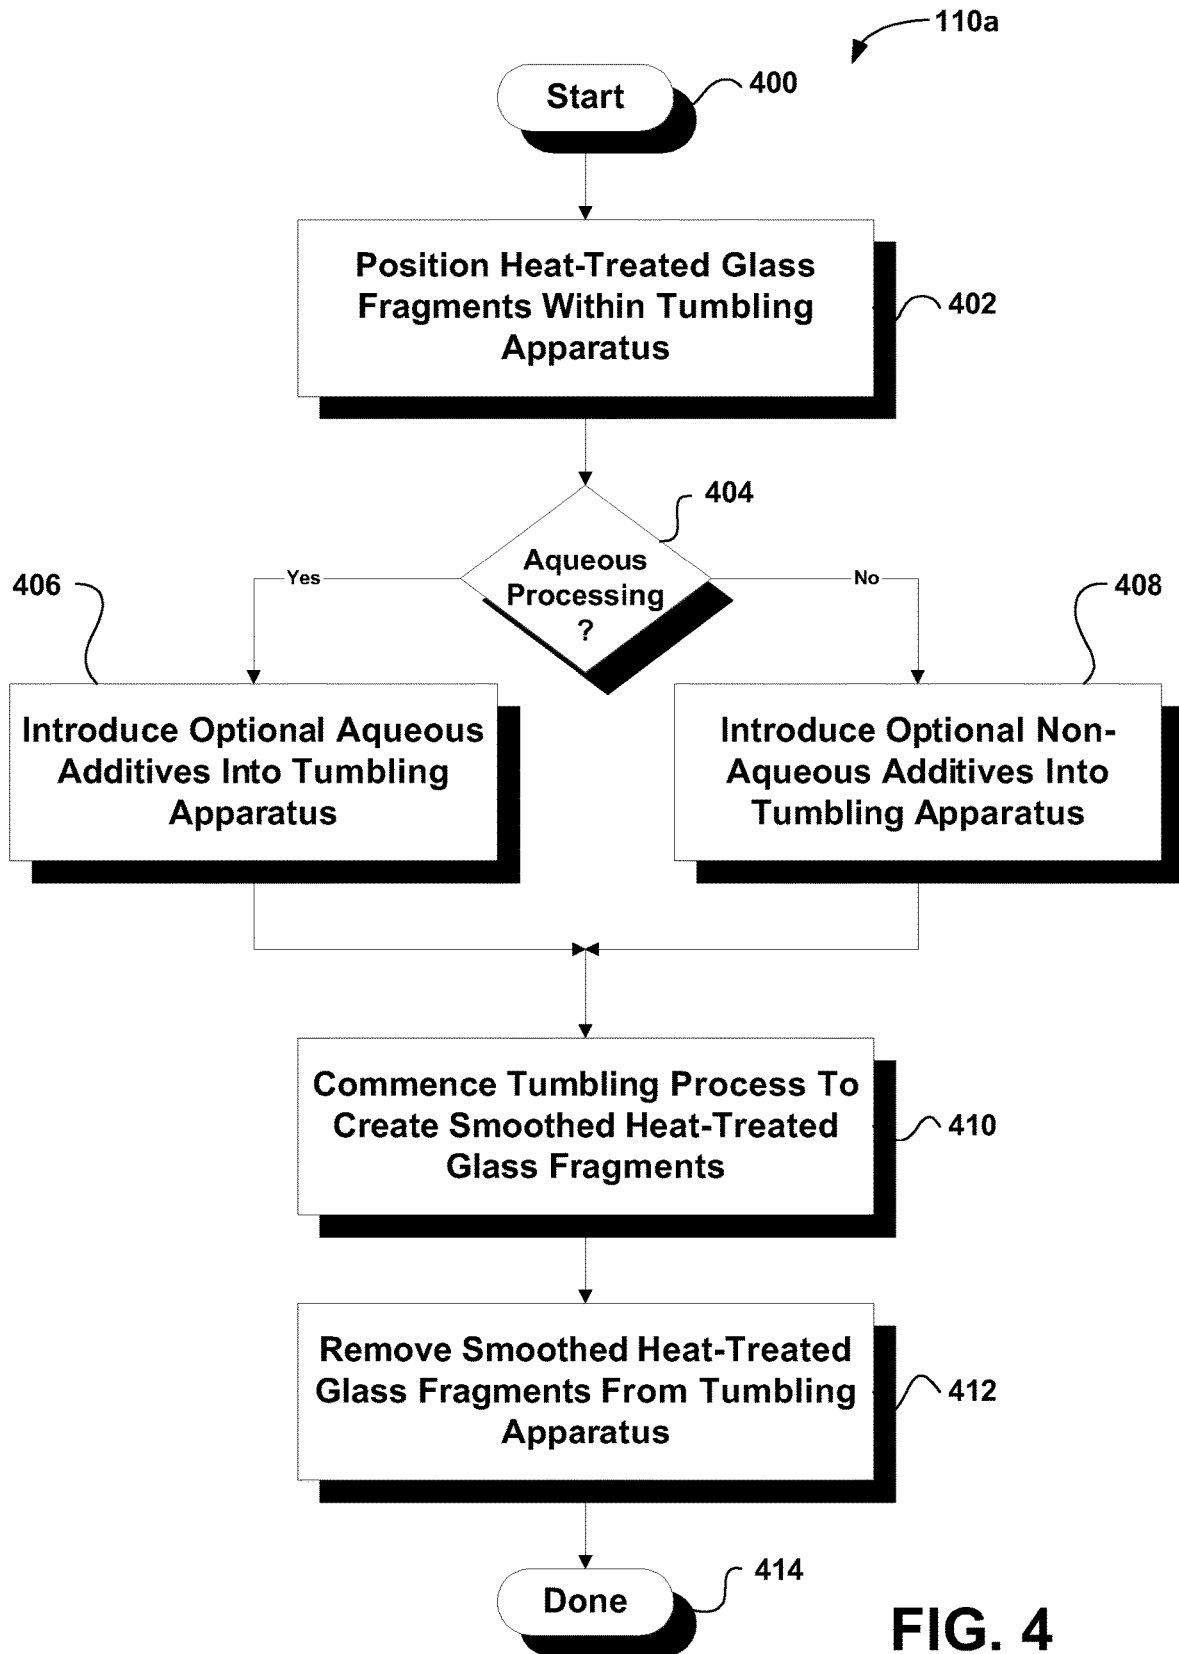 110a
Start
400
Position Heat-Treated Glass
Fragments Within Tumbling
Apparatus
402
404
Aqueous
Processing
?
Yes
No
406
408
Introduce Optional Aqueous
Additives Into Tumbling
Apparatus
Introduce Optional Non-
Aqueous Additives Into
Tumbling Apparatus
Commence Tumbling Process To
Create Smoothed Heat-Treated
Glass Fragments
410
Remove Smoothed Heat-Treated
Glass Fragments From Tumbling
Apparatus
412
Done
414
FIG. 4